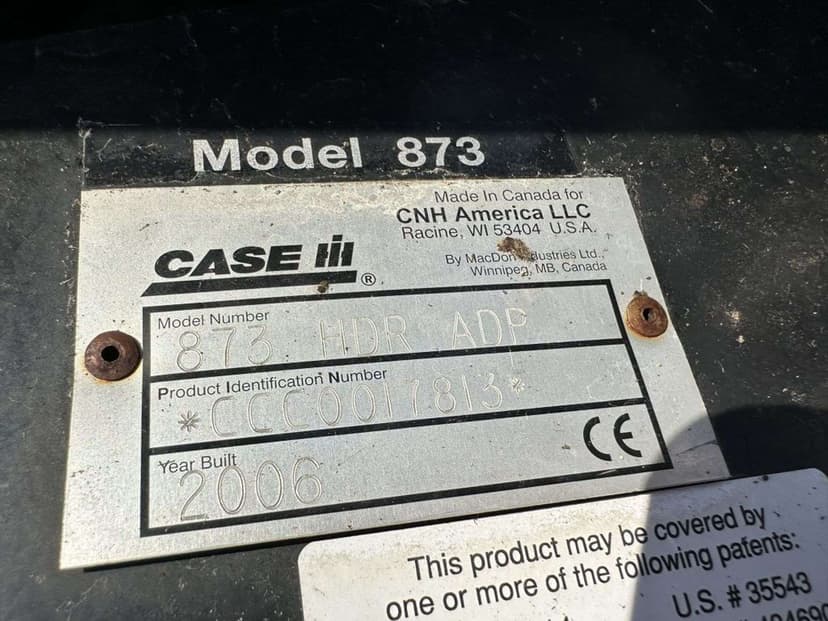 Model 873
Made In Canada for
CNH America LLC
Racine, WI 53404 U.S.A.
CASE IH ®
By MacDon Industries Ltd.,
Winnipeg, MB, Canada
Model Number
873 HDR ADP
Product Identification Number
*CCC0017813*
Year Built
2006
CE
This product may be covered by
one or more of the following patents:
U.S. # 35543